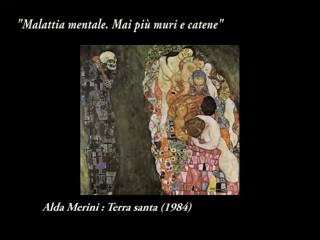 "Malattia mentale. Mai più muri e catene"
Alda Merini : Terra santa (1984)